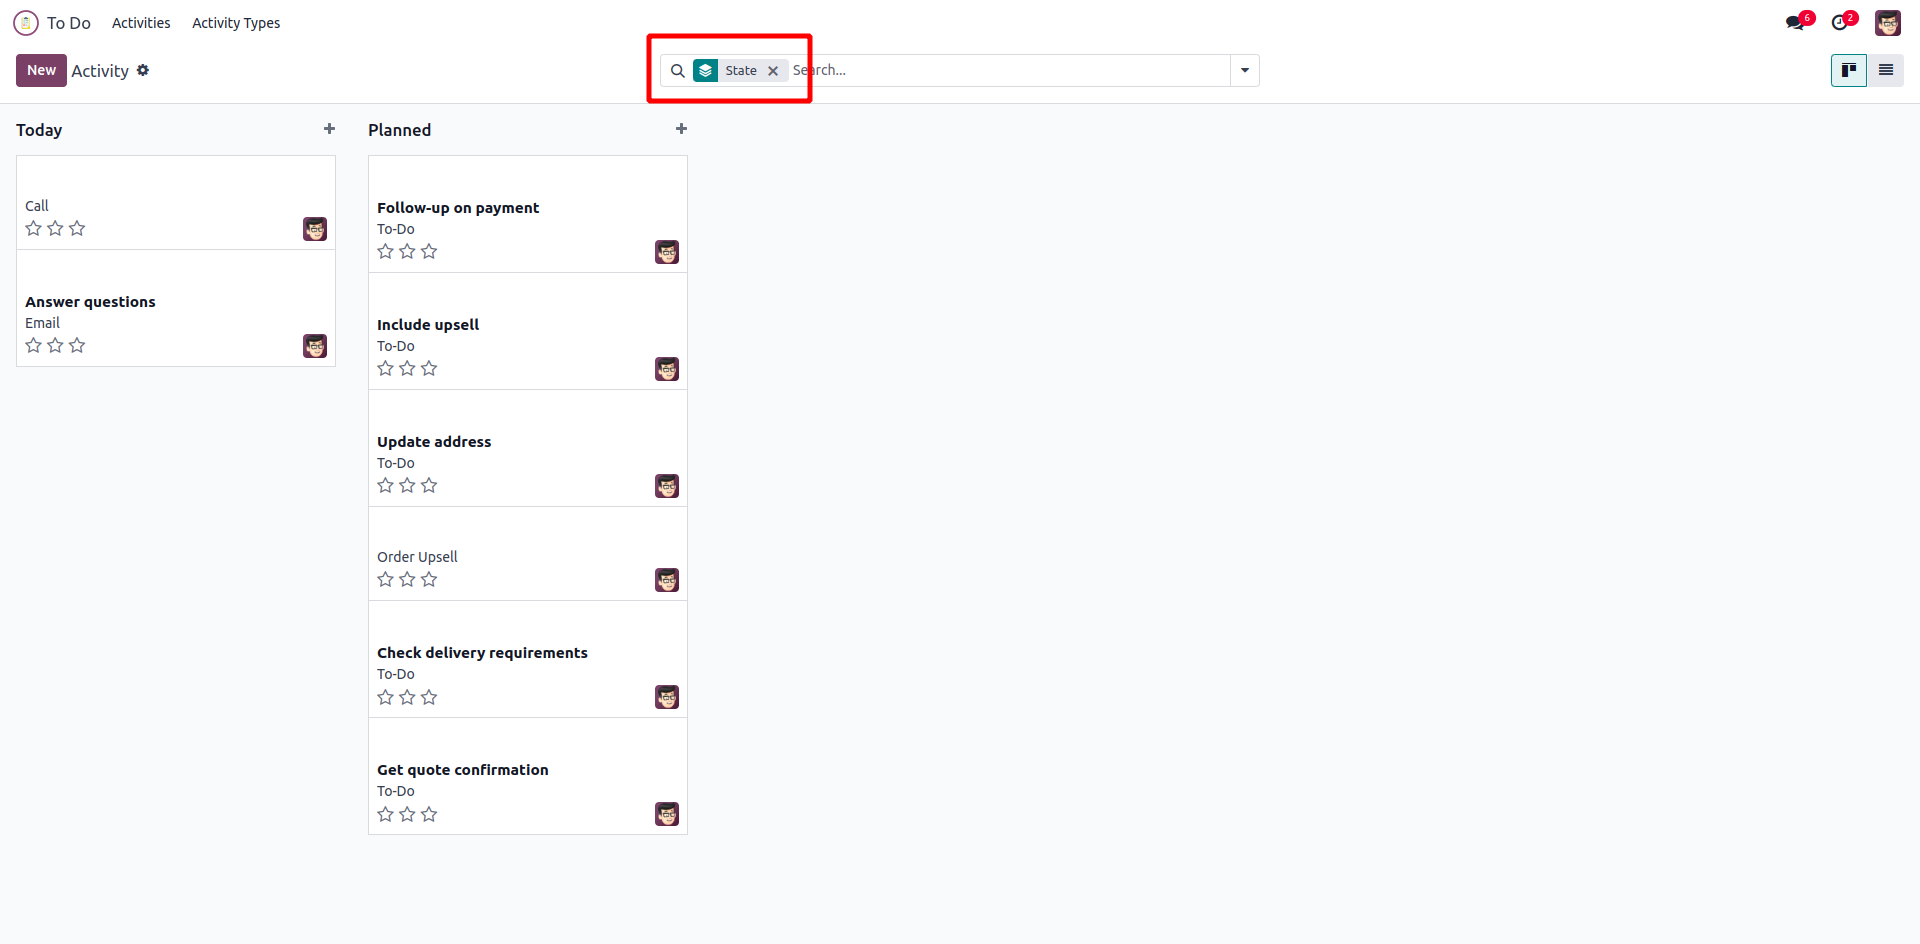 To Do Activities Activity Types 6 2
New Activity State Search...
Today
Call
Answer questions
Email
Planned
Follow-up on payment
To-Do
Include upsell
To-Do
Update address
To-Do
Order Upsell
Check delivery requirements
To-Do
Get quote confirmation
To-Do